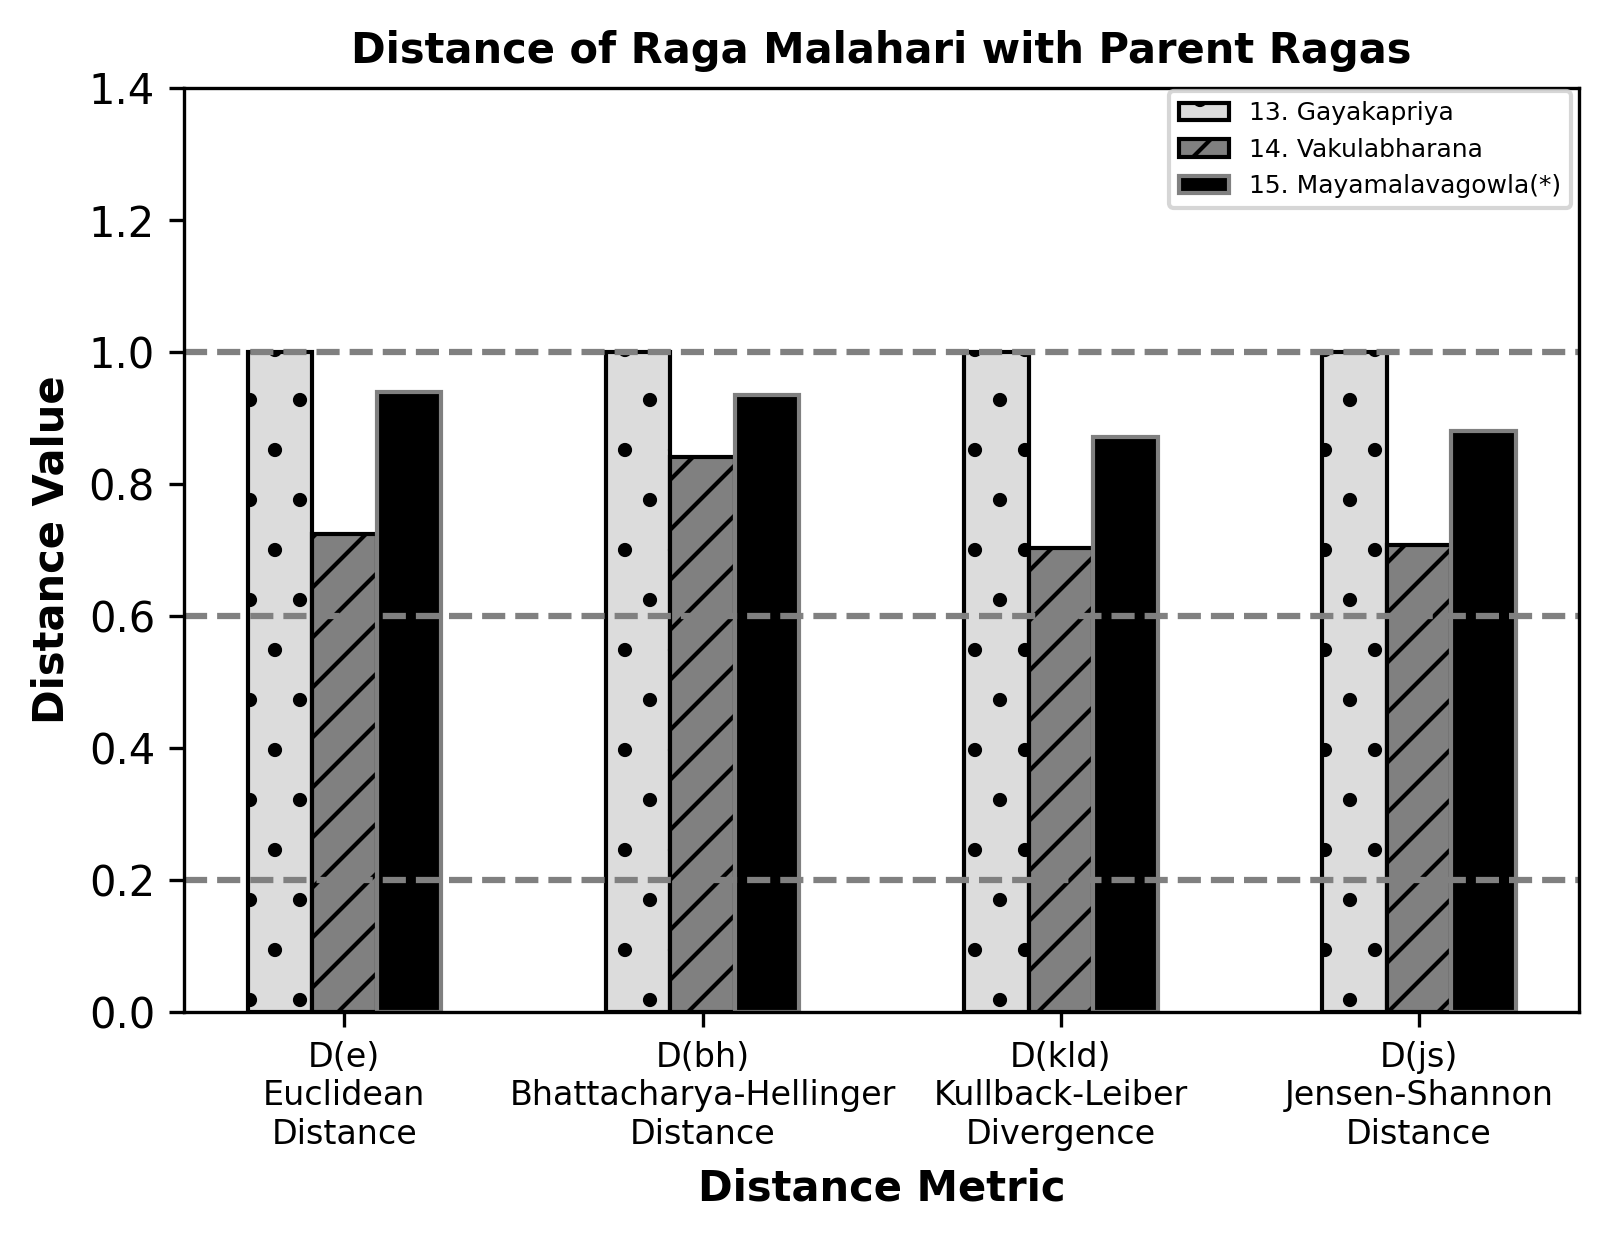 Distance of Raga Malahari with Parent Ragas
13. Gayakapriya
14. Vakulabharana
15. Mayamalavagowla(*)
Distance Value
1.4
1.2
1.0
0.8
0.6
0.4
0.2
0.0
D(e)
Euclidean
Distance
D(bh)
Bhattacharya-Hellinger
Distance
D(kld)
Kullback-Leiber
Divergence
D(js)
Jensen-Shannon
Distance
Distance Metric